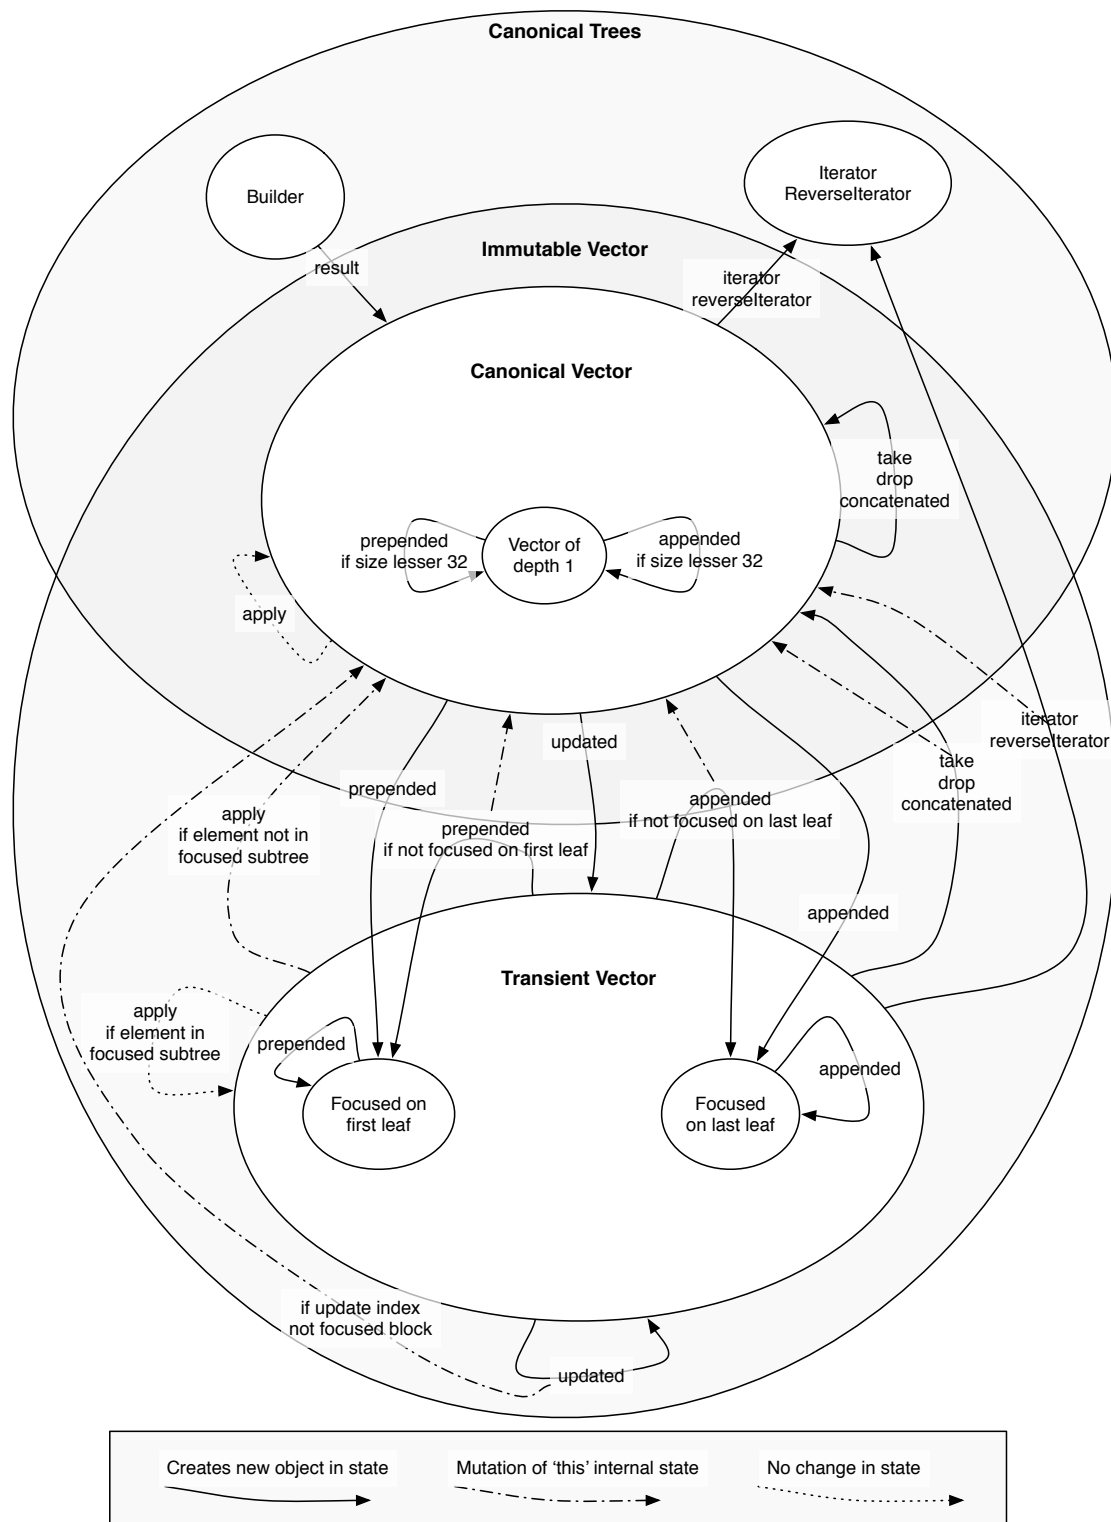 Canonical Trees
Builder
Iterator
ReverseIterator
Immutable Vector
result
iterator
reverseIterator
Canonical Vector
take
drop
concatenated
prepended
if size lesser 32
Vector of
depth 1
appended
if size lesser 32
apply
updated
iterator
reverseIterator
take
drop
concatenated
prepended
apply
if element not in
focused subtree
prepended
if not focused on first leaf
appended
if not focused on last leaf
appended
Transient Vector
apply
if element in
focused subtree
prepended
appended
Focused on
first leaf
Focused
on last leaf
if update index
not focused block
updated
Creates new object in state
Mutation of ‘this’ internal state
No change in state